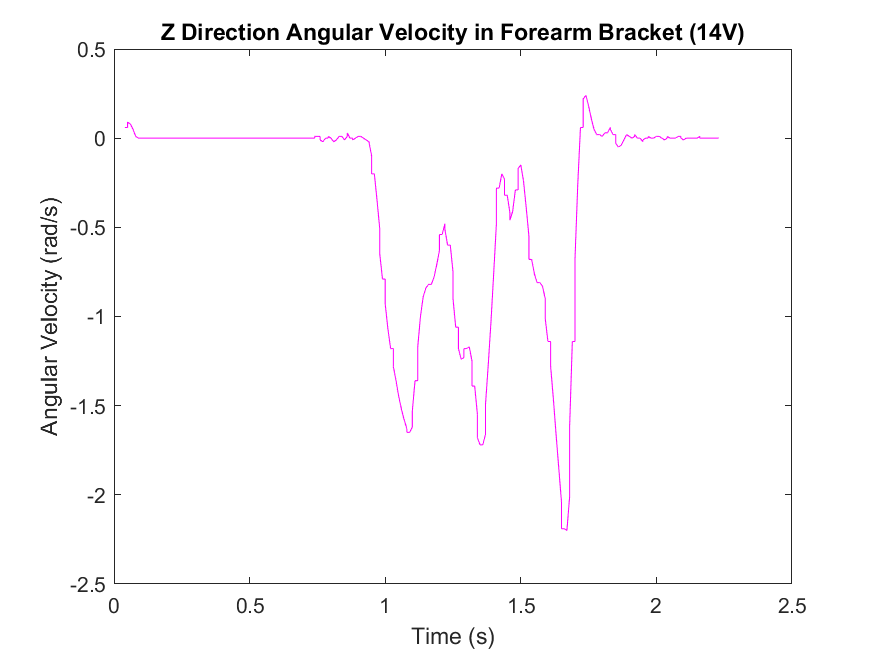 Z Direction Angular Velocity in Forearm Bracket (14V)
0.5
0
-0.5
-1
-1.5
-2
-2.5
Angular Velocity (rad/s)
0 0.5 1 1.5 2 2.5
Time (s)